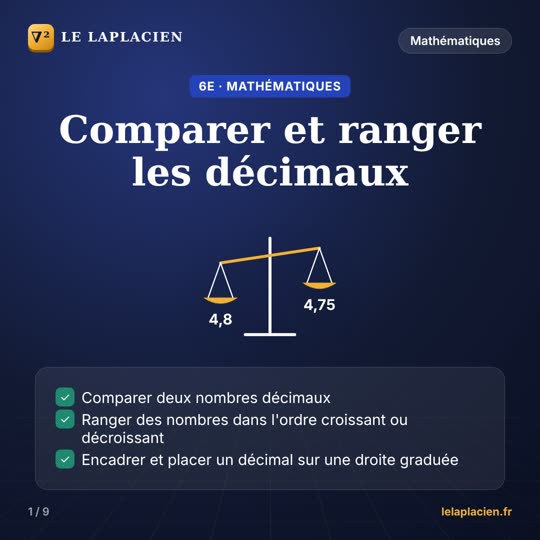 ∇² LE LAPLACIEN
Mathématiques
6E · MATHÉMATIQUES
Comparer et ranger
les décimaux
4,8
4,75
Comparer deux nombres décimaux
Ranger des nombres dans l'ordre croissant ou
décroissant
Encadrer et placer un décimal sur une droite graduée
1 / 9
lelaplacien.fr